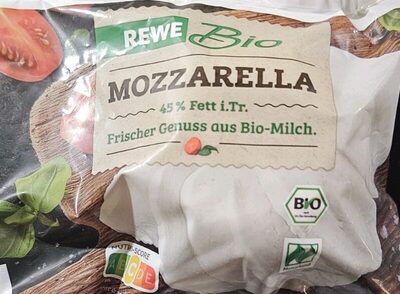 REWE Bio
MOZZARELLA
45% Fett i.Tr.
Frischer Genuss aus Bio-Milch.
BIO
NUTRI-SCORE
C D E